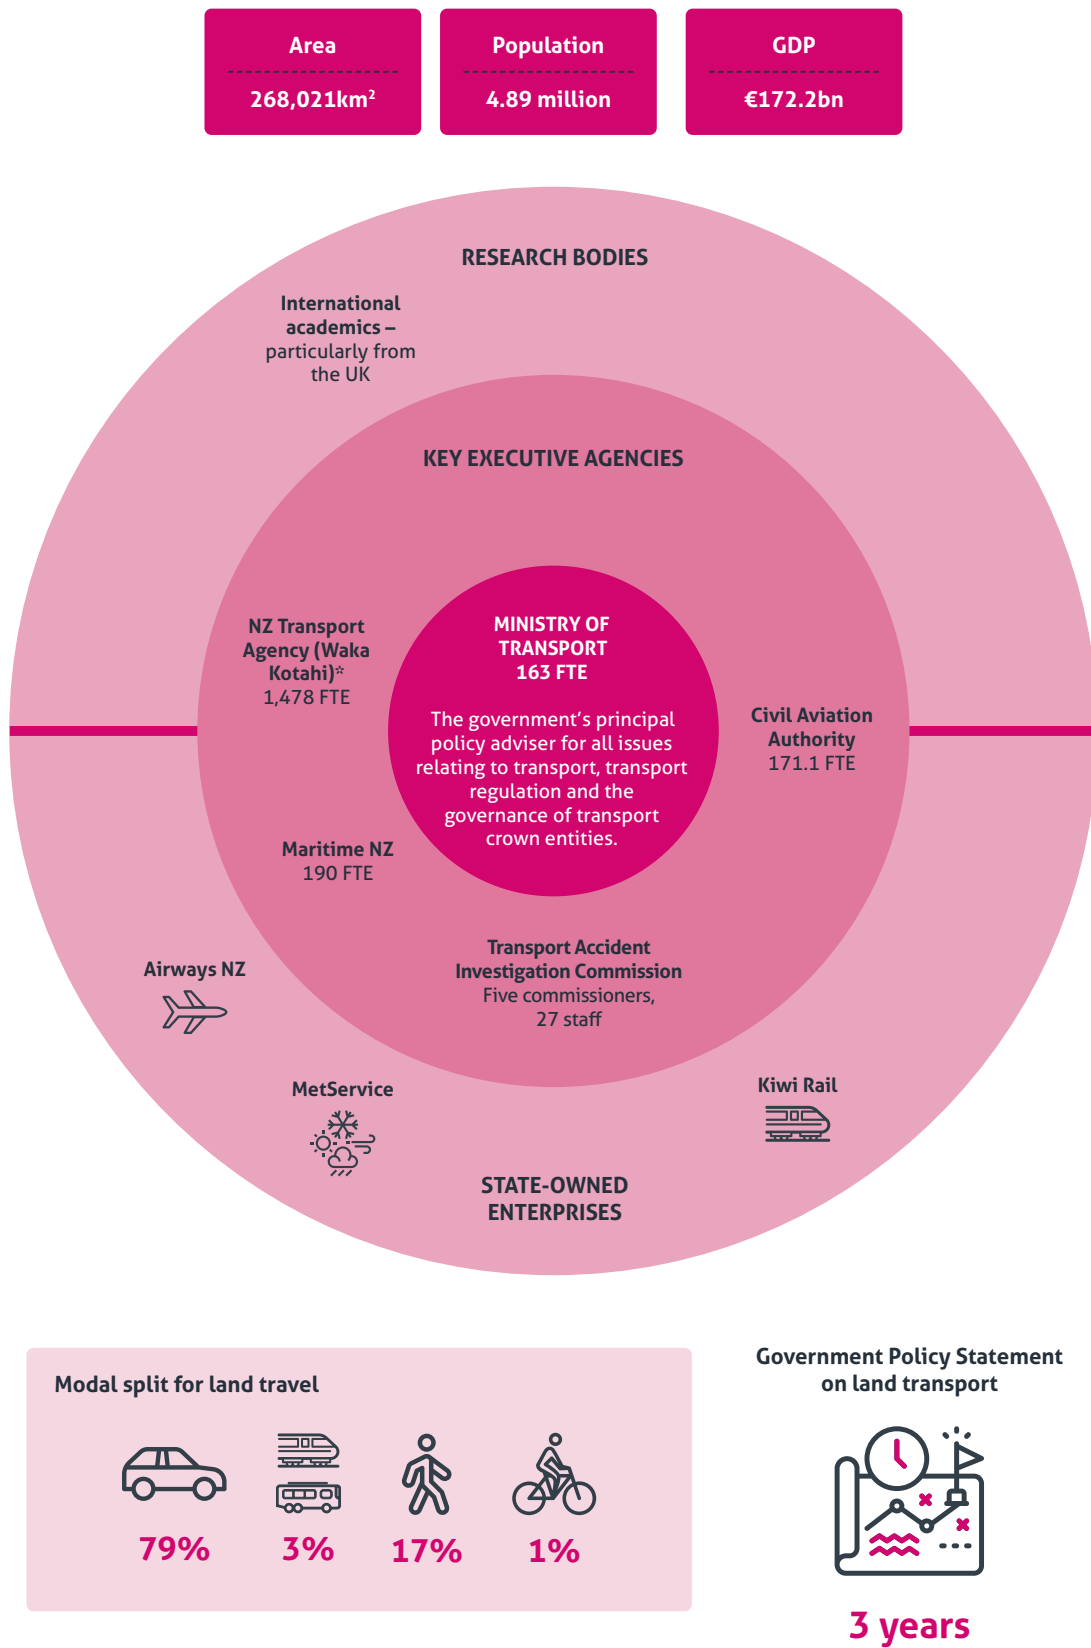 Area
268,021km²
Population
4.89 million
GDP
€172.2bn
RESEARCH BODIES
International
academics –
particularly from
the UK
KEY EXECUTIVE AGENCIES
NZ Transport
Agency (Waka
Kotahi)*
1,478 FTE
MINISTRY OF
TRANSPORT
163 FTE
The government’s principal
policy adviser for all issues
relating to transport, transport
regulation and the
governance of transport
crown entities.
Civil Aviation
Authority
171.1 FTE
Maritime NZ
190 FTE
Transport Accident
Investigation Commission
Five commissioners,
27 staff
Airways NZ
MetService
Kiwi Rail
STATE-OWNED
ENTERPRISES
Modal split for land travel
79%
3%
17%
1%
Government Policy Statement
on land transport
3 years